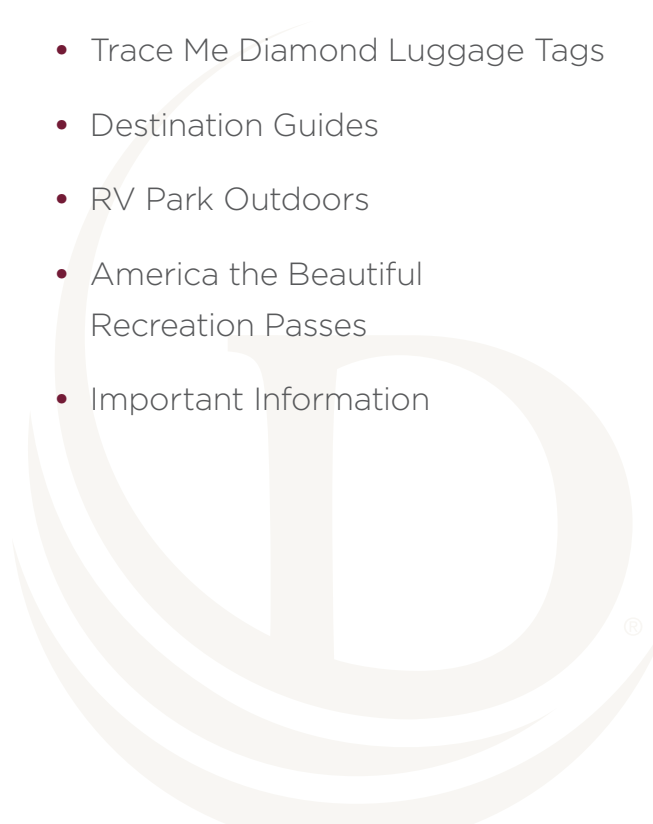 • Trace Me Diamond Luggage Tags
• Destination Guides
• RV Park Outdoors
• America the Beautiful
Recreation Passes
• Important Information
D
®